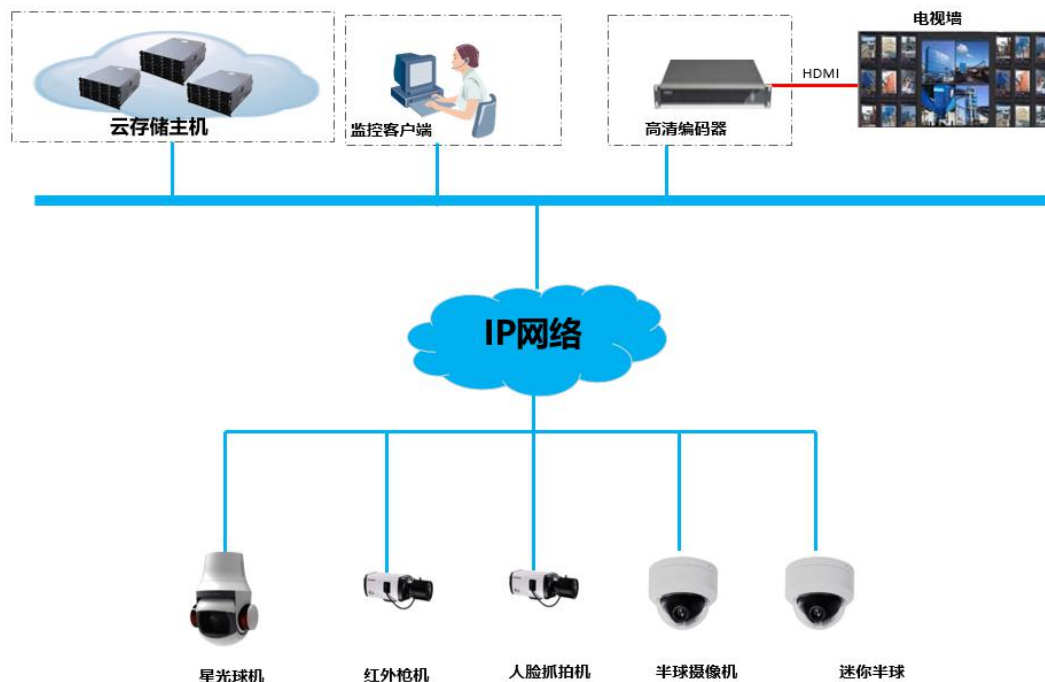 电视墙
HDMI
云存储主机
监控客户端
高清编码器
IP网络
星光球机
红外枪机
人脸抓拍机
半球摄像机
迷你半球